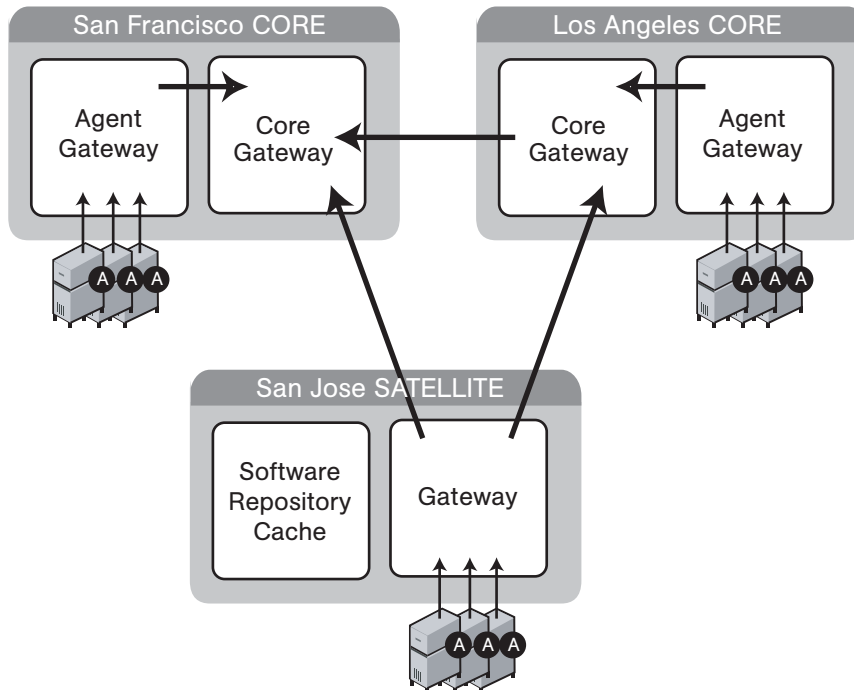 San Francisco CORE
Los Angeles CORE
Agent
Gateway
Core
Gateway
Core
Gateway
Agent
Gateway
A
A
A
A
A
A
San Jose SATELLITE
Software
Repository
Cache
Gateway
A
A
A